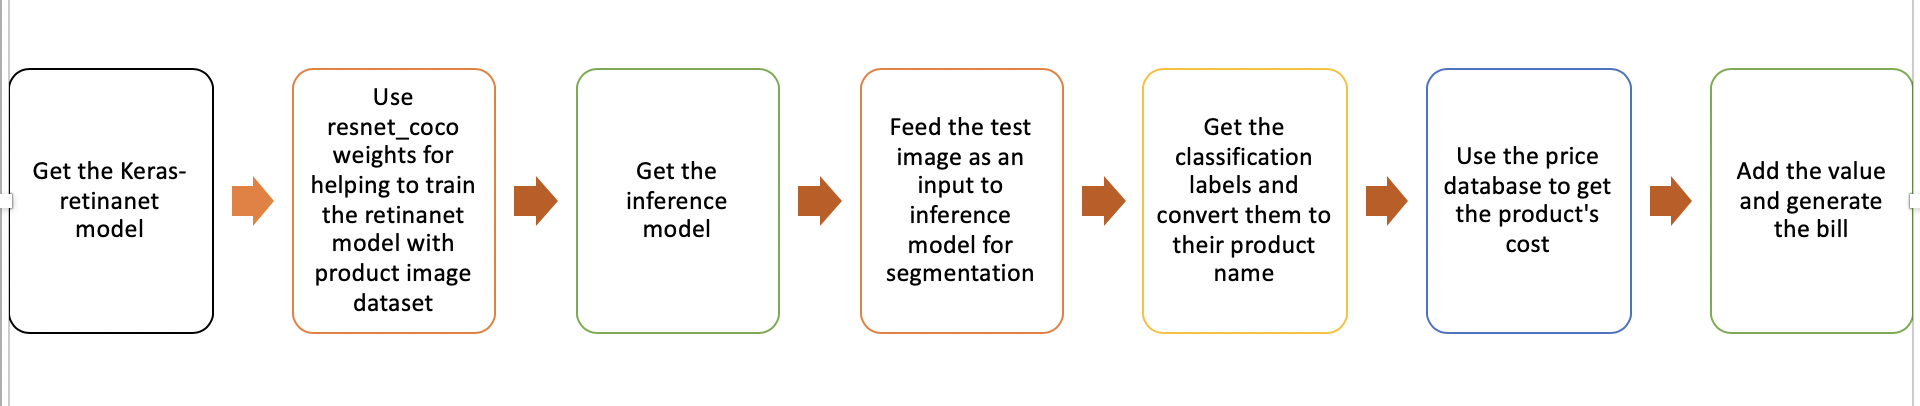 Get the Keras-
retinanet
model
Use
resnet_coco
weights for
helping to train
the retinanet
model with
product image
dataset
Get the
inference
model
Feed the test
image as an
input to
inference
model for
segmentation
Get the
classification
labels and
convert them to
their product
name
Use the price
database to get
the product's
cost
Add the value
and generate
the bill